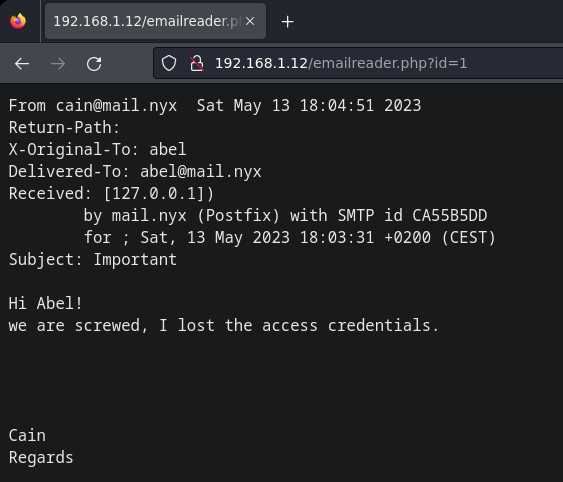 192.168.1.12/emailreader.p
192.168.1.12/emailreader.php?id=1
From cain@mail.nyx  Sat May 13 18:04:51 2023
Return-Path:
X-Original-To: abel
Delivered-To: abel@mail.nyx
Received: [127.0.0.1])
        by mail.nyx (Postfix) with SMTP id CA55B5DD
        for ; Sat, 13 May 2023 18:03:31 +0200 (CEST)
Subject: Important
Hi Abel!
we are screwed, I lost the access credentials.
Cain
Regards